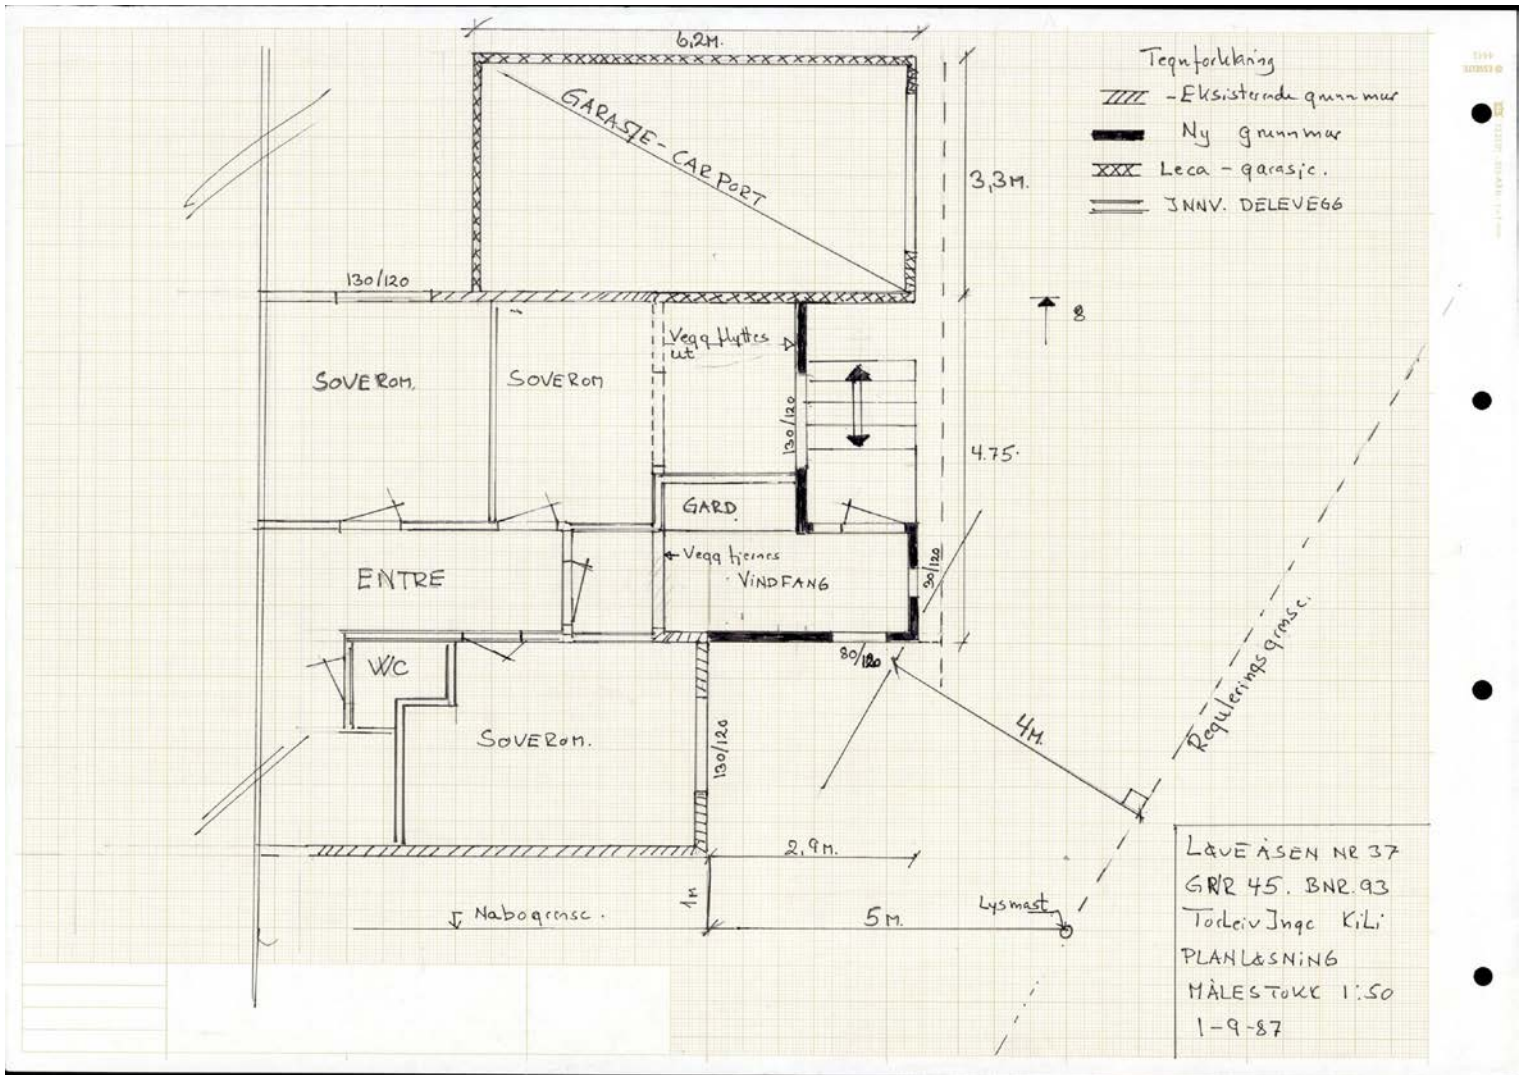 6,2M.
Tegnforklaring
- Eksisterende grunnmur
Ny grunnmur
Leca - garasje.
INNV. DELEVEGG
GARASJE - CARPORT
3,3M.
130/120
8
SOVEROM.
SOVEROM
Vegg flyttes
ut
130/120
4.75.
GARD
ENTRE
Vegg fjernes
VINDFANG
30/120
WC
80/120
SOVEROM.
130/120
4M.
Reguleringsgrense.
2,9M.
1M
Nabogrense.
5M.
Lysmast
LØVEÅSEN NR 37
GNR 45. BNR. 93
Torleiv Inge KiLi
PLANLØSNING
MÅLESTOKK 1:50
1-9-87